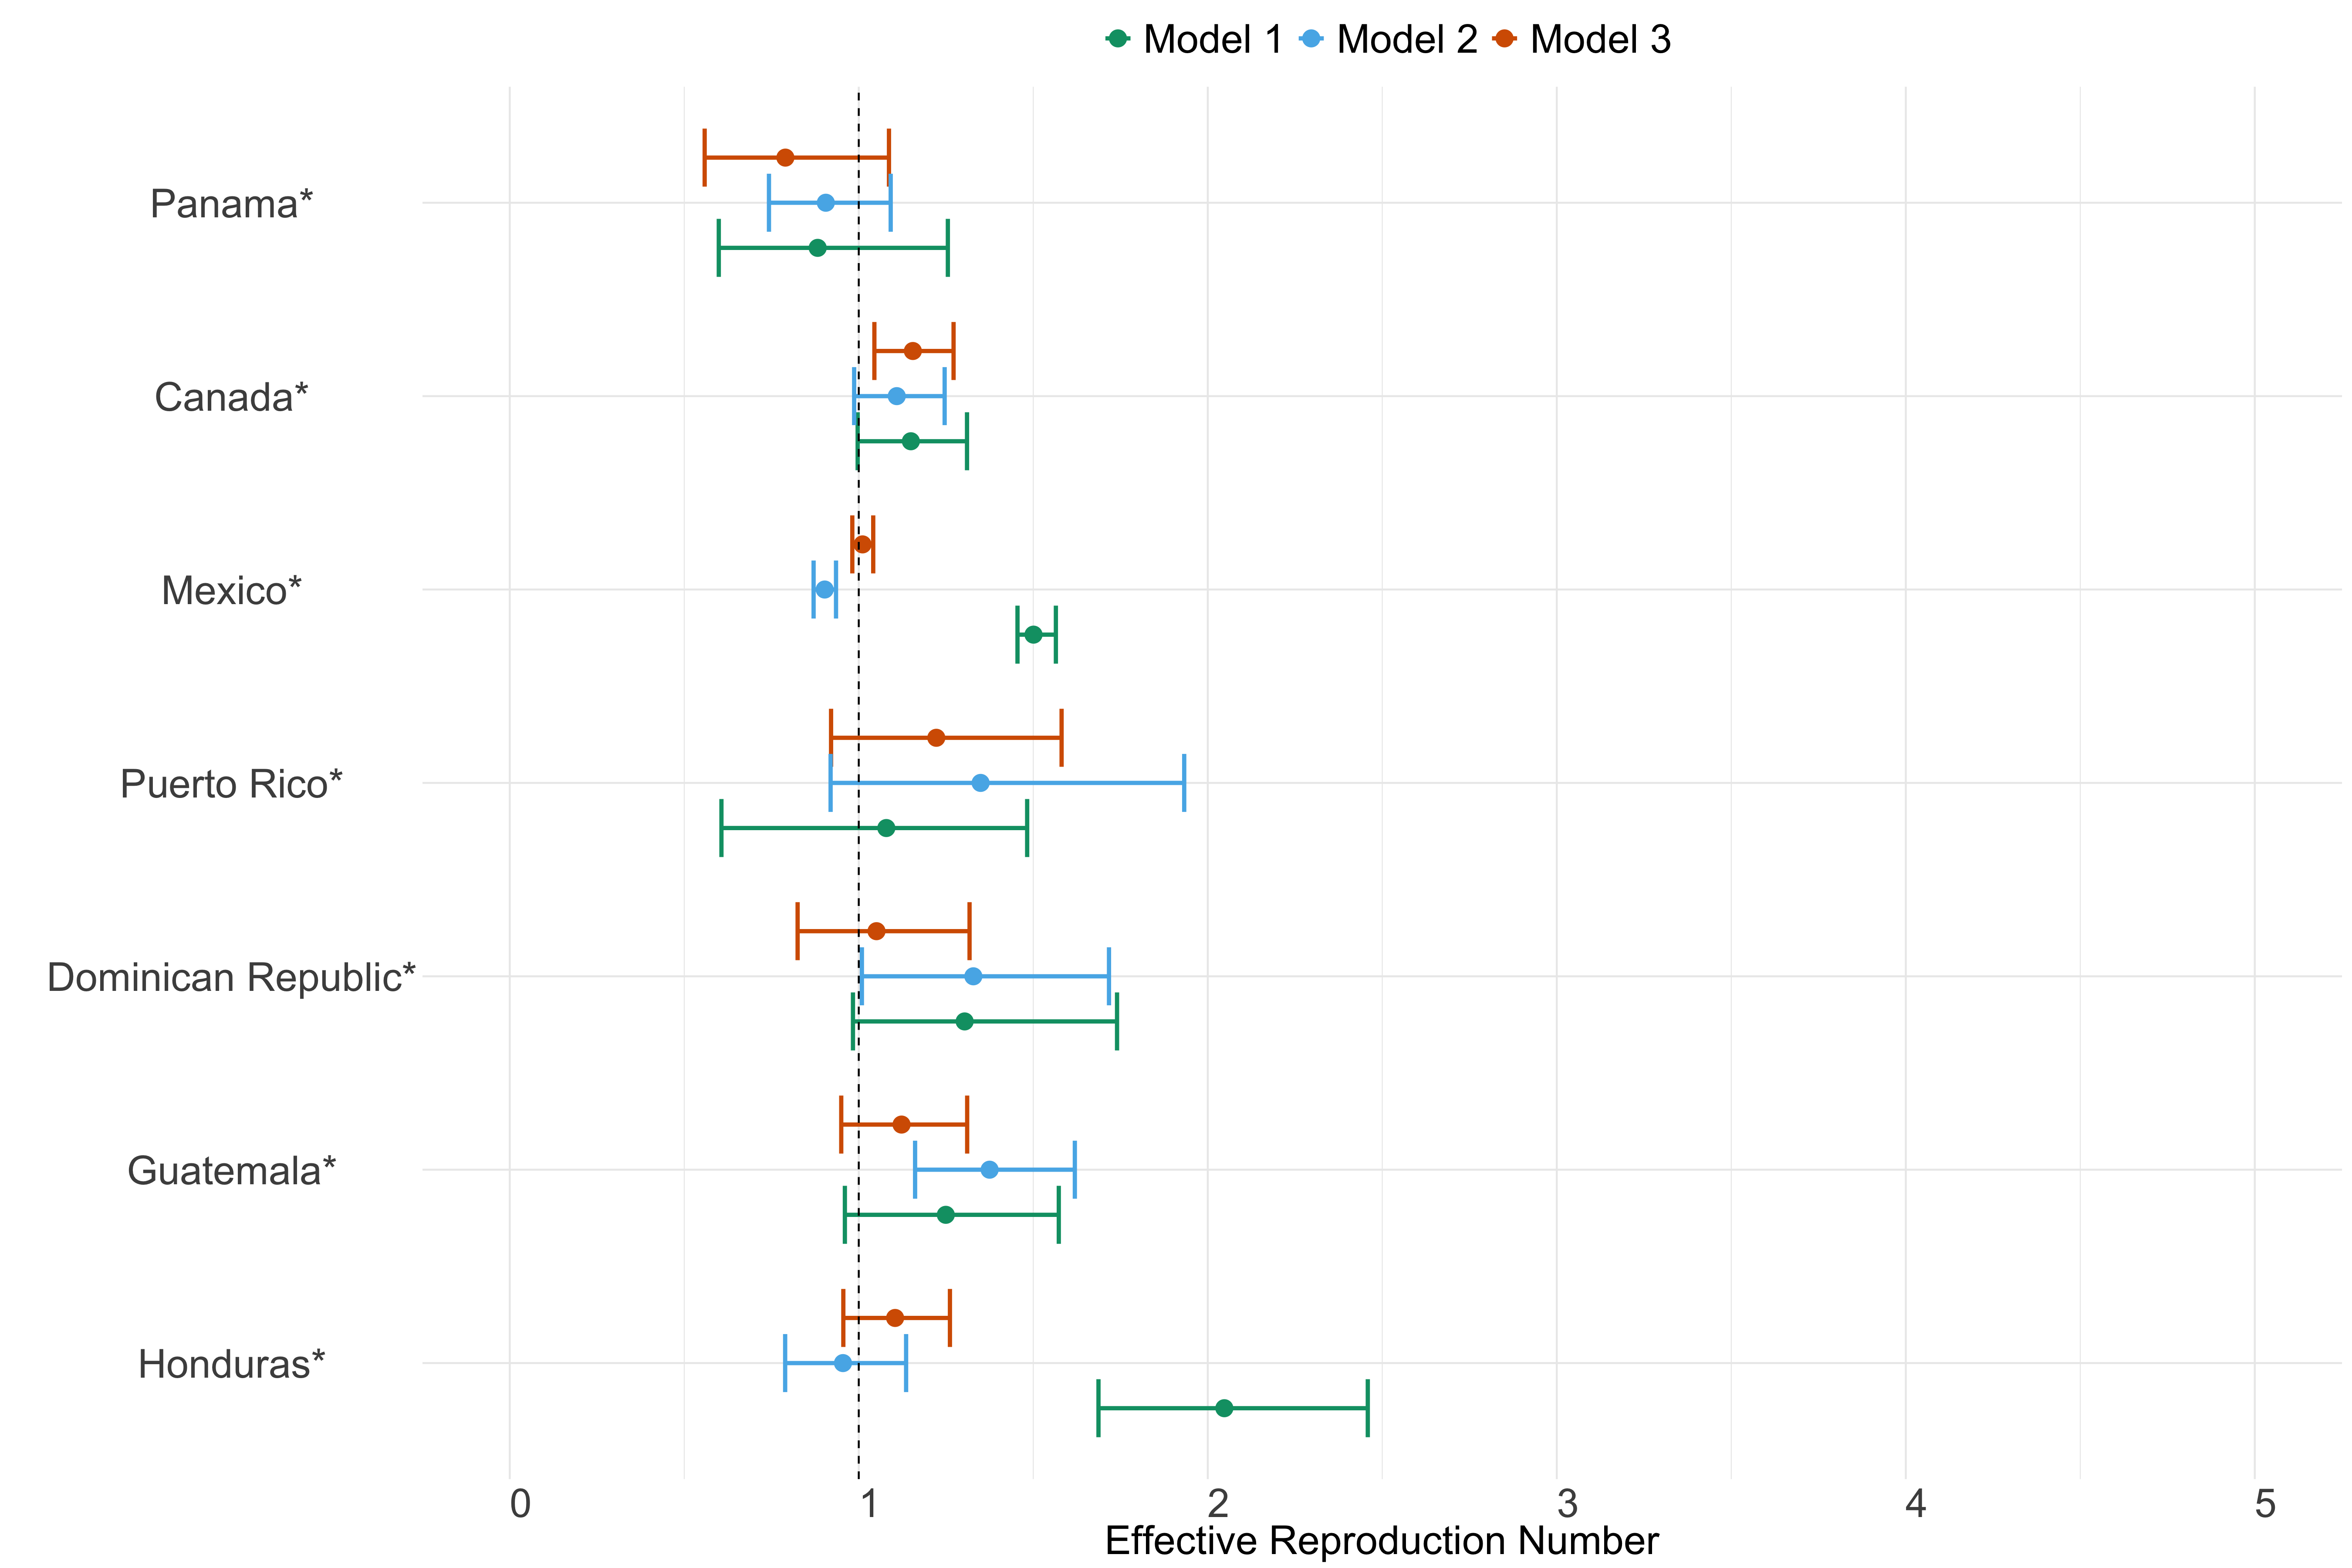 Model 1 Model 2 Model 3
Panama*
Canada*
Mexico*
Puerto Rico*
Dominican Republic*
Guatemala*
Honduras*
0 1 2 3 4 5
Effective Reproduction Number